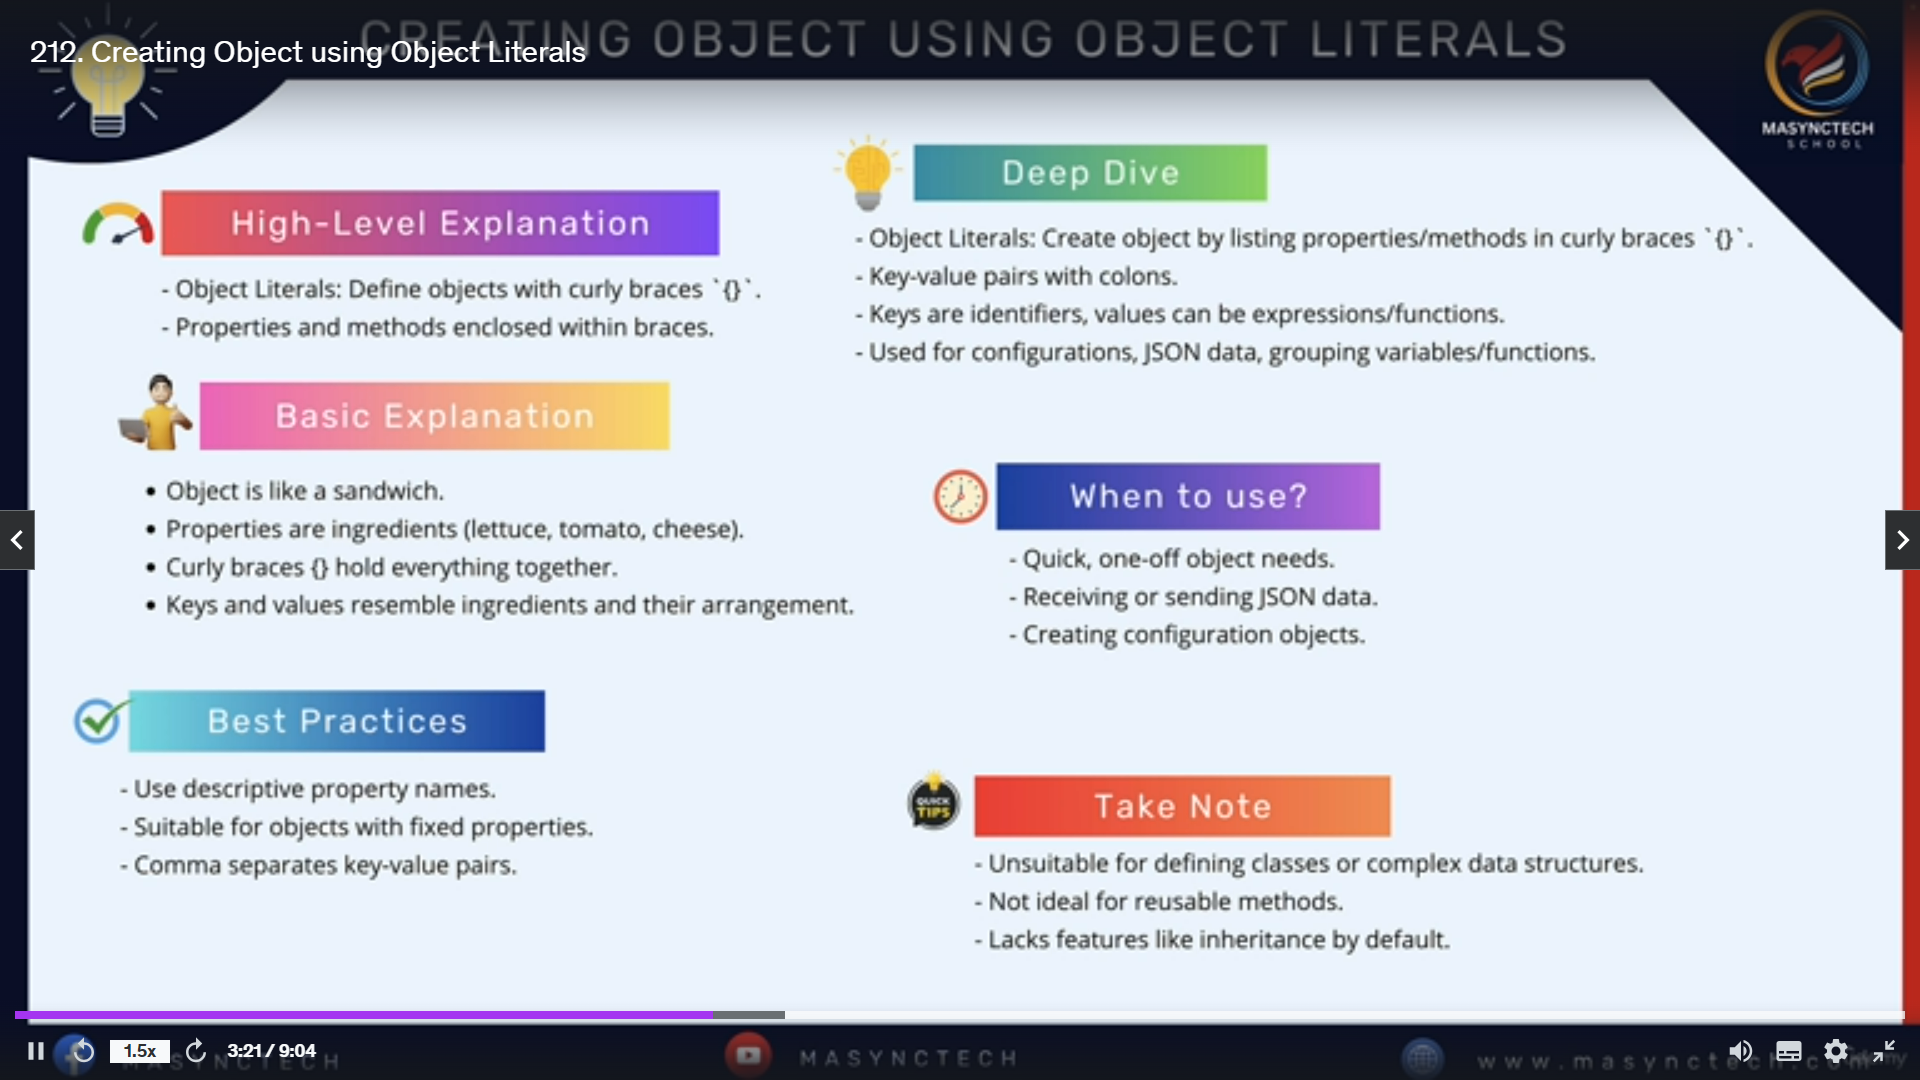 CREATING OBJECT USING OBJECT LITERALS
212. Creating Object using Object Literals
MASYNCTECH
SCHOOL
High-Level Explanation
- Object Literals: Define objects with curly braces `{}`.
- Properties and methods enclosed within braces.
Basic Explanation
• Object is like a sandwich.
• Properties are ingredients (lettuce, tomato, cheese).
• Curly braces {} hold everything together.
• Keys and values resemble ingredients and their arrangement.
Best Practices
- Use descriptive property names.
- Suitable for objects with fixed properties.
- Comma separates key-value pairs.
Deep Dive
- Object Literals: Create object by listing properties/methods in curly braces `{}`.
- Key-value pairs with colons.
- Keys are identifiers, values can be expressions/functions.
- Used for configurations, JSON data, grouping variables/functions.
When to use?
- Quick, one-off object needs.
- Receiving or sending JSON data.
- Creating configuration objects.
QUICK
TIPS
Take Note
- Unsuitable for defining classes or complex data structures.
- Not ideal for reusable methods.
- Lacks features like inheritance by default.
1.5x
3:21 / 9:04
MASYNCTECH
MASYNCTECH
www.masynctech.com